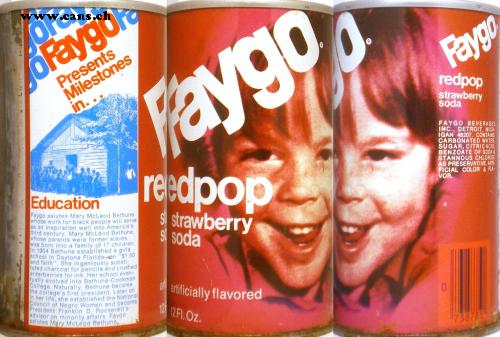 www.cans.ch
Faygo
Presents
Milestones
in...
Education
Faygo salutes Mary McLeod Bethune
whose work for black people will serve
as an inspiration well into America's
third century. Mary McLeod Bethune,
whose parents were former slaves,
was born into a family of 17 children.
In 1904 Bethune established a girls
school in Daytona Florida on "$1.50
and faith". She ingeniously substi-
tuted charcoal for pencils and crushed
elderberries for ink. Her school even-
tually evolved into Bethune-Cookman
College. Naturally, Bethune became
the college's first president. Later on
in her life, she established the National
Council of Negro Women and became
President Franklin D. Roosevelt's
advisor on minority affairs. Faygo
salutes Mary McLeod Bethune.
Faygo
redpop
strawberry
soda
artificially flavored
12 Fl. Oz.
Faygo
redpop
strawberry
soda
FAYGO BEVERAGES
INC., DETROIT, MICH-
IGAN 48207. CONTAINS
CARBONATED WATER,
SUGAR, CITRIC ACID,
BENZOATE OF SODA &
STANNOUS CHLORIDE
AS PRESERVATIVE, ARTI-
FICIAL COLOR & FLA-
VOR.